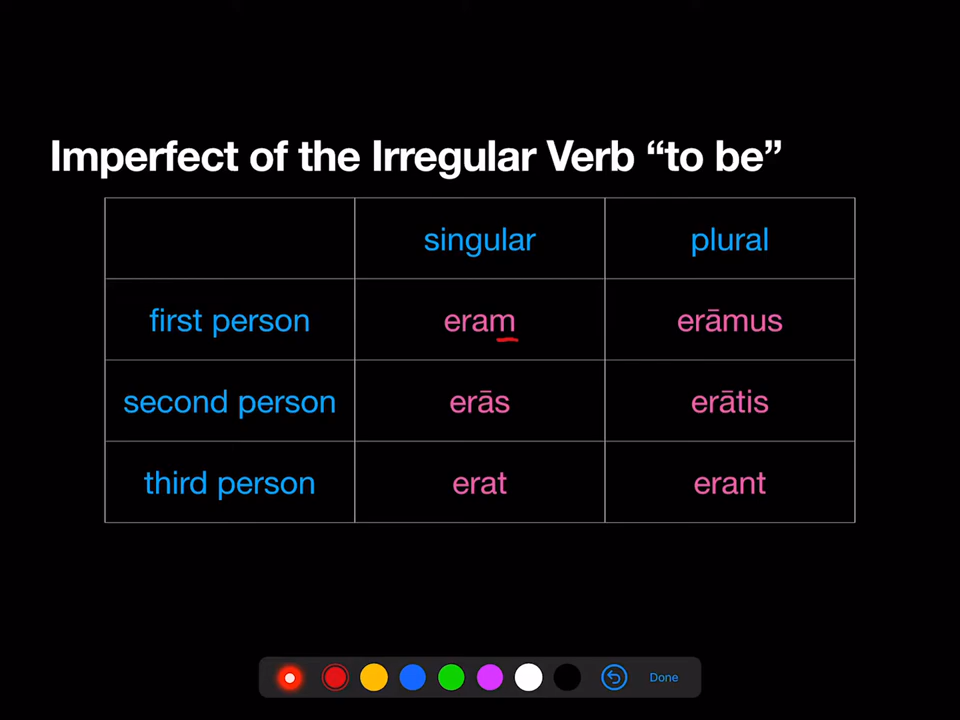 Imperfect of the Irregular Verb “to be”
singular plural
first person eram erāmus
second person erās erātis
third person erat erant
Done